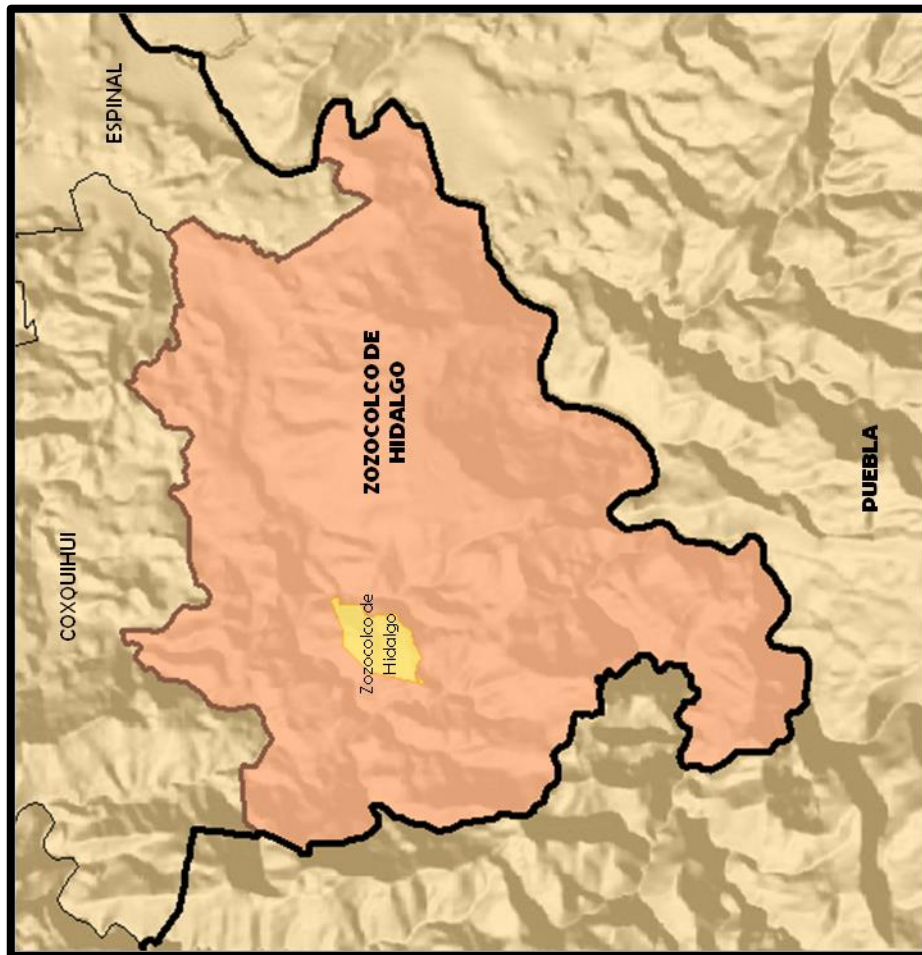 COXQUIHUI
ESPINAL
ZOZOCOLCO DE
HIDALGO
Zozocolco de
Hidalgo
PUEBLA